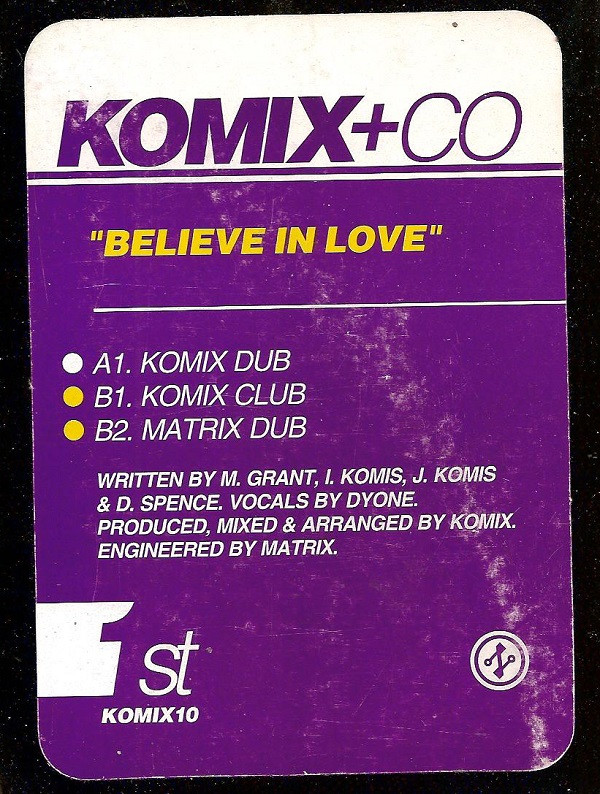 KOMIX+CO
"BELIEVE IN LOVE"
A1. KOMIX DUB
B1. KOMIX CLUB
B2. MATRIX DUB
WRITTEN BY M. GRANT, I. KOMIS, J. KOMIS
& D. SPENCE. VOCALS BY DYONE.
PRODUCED, MIXED & ARRANGED BY KOMIX.
ENGINEERED BY MATRIX.
1st
KOMIX10